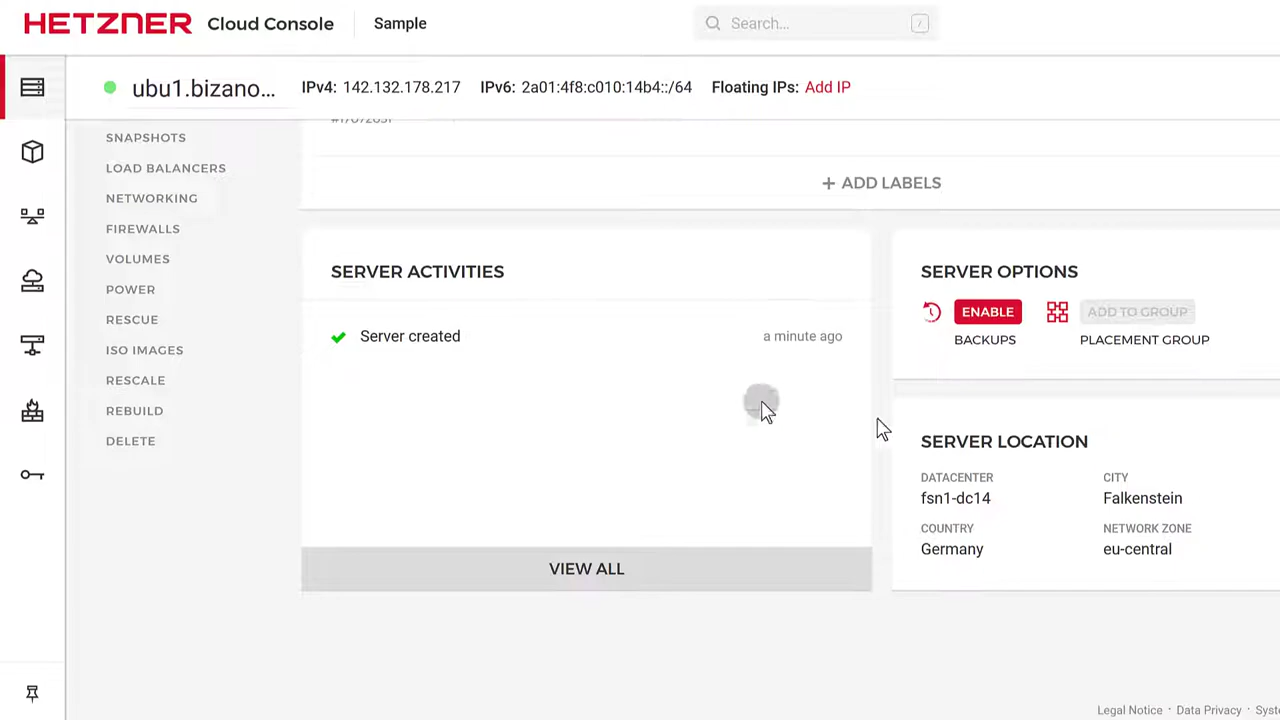 HETZNER Cloud Console Sample Search... /
ubu1.bizano... IPv4: 142.132.178.217 IPv6: 2a01:4f8:c010:14b4::/64 Floating IPs: Add IP
SNAPSHOTS
LOAD BALANCERS
NETWORKING
FIREWALLS
VOLUMES
POWER
RESCUE
ISO IMAGES
RESCALE
REBUILD
DELETE
+ ADD LABELS
SERVER ACTIVITIES
Server created a minute ago
VIEW ALL
SERVER OPTIONS
ENABLE ADD TO GROUP
BACKUPS PLACEMENT GROUP
SERVER LOCATION
DATACENTER CITY
fsn1-dc14 Falkenstein
COUNTRY NETWORK ZONE
Germany eu-central
Legal Notice · Data Privacy · Syste